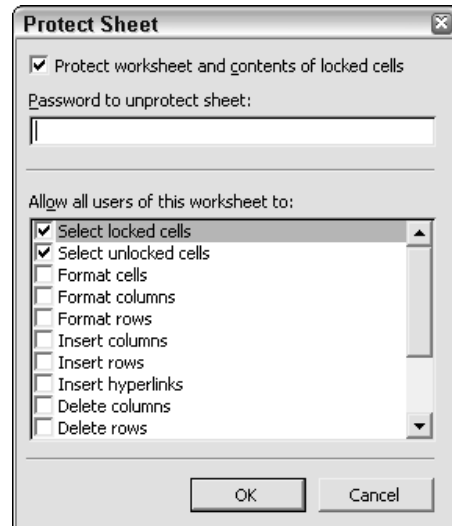 Protect Sheet
Protect worksheet and contents of locked cells
Password to unprotect sheet:
Allow all users of this worksheet to:
Select locked cells
Select unlocked cells
Format cells
Format columns
Format rows
Insert columns
Insert rows
Insert hyperlinks
Delete columns
Delete rows
OK Cancel